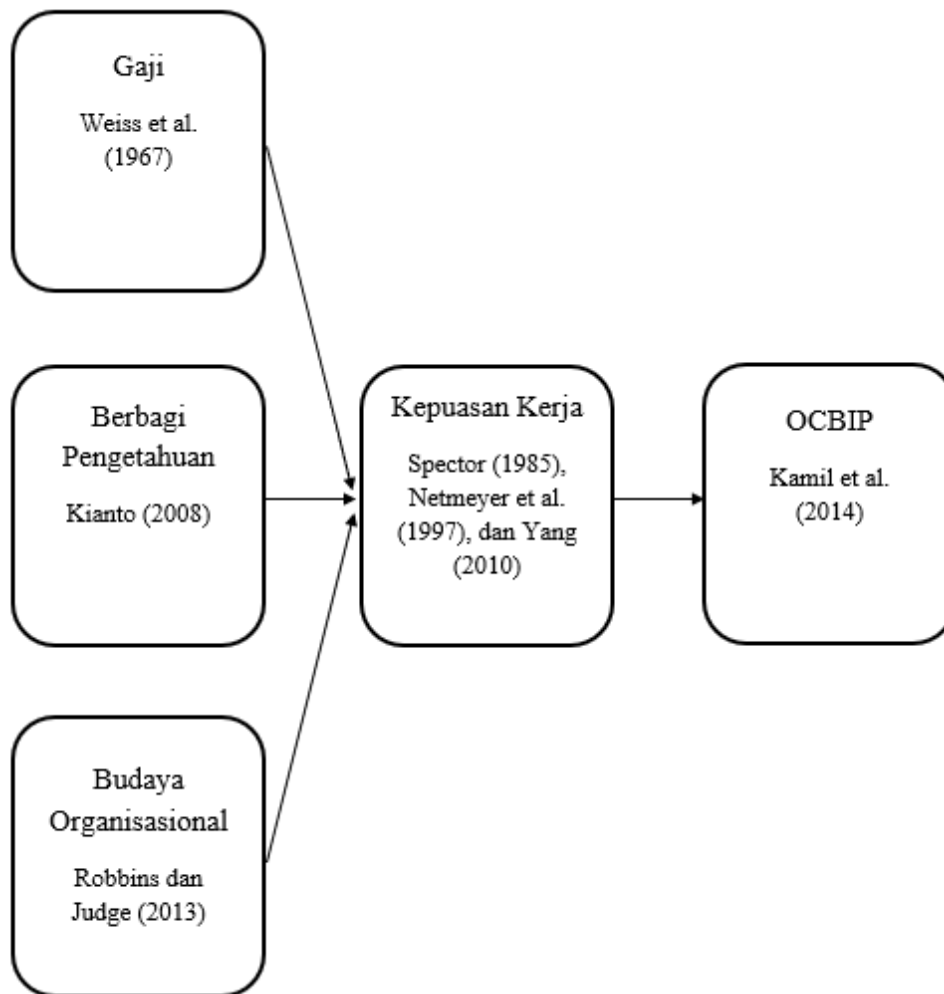 Gaji
Weiss et al.
(1967)
Berbagi
Pengetahuan
Kianto (2008)
Budaya
Organisasional
Robbins dan
Judge (2013)
Kepuasan Kerja
Spector (1985),
Netmeyer et al.
(1997), dan Yang
(2010)
OCBIP
Kamil et al.
(2014)